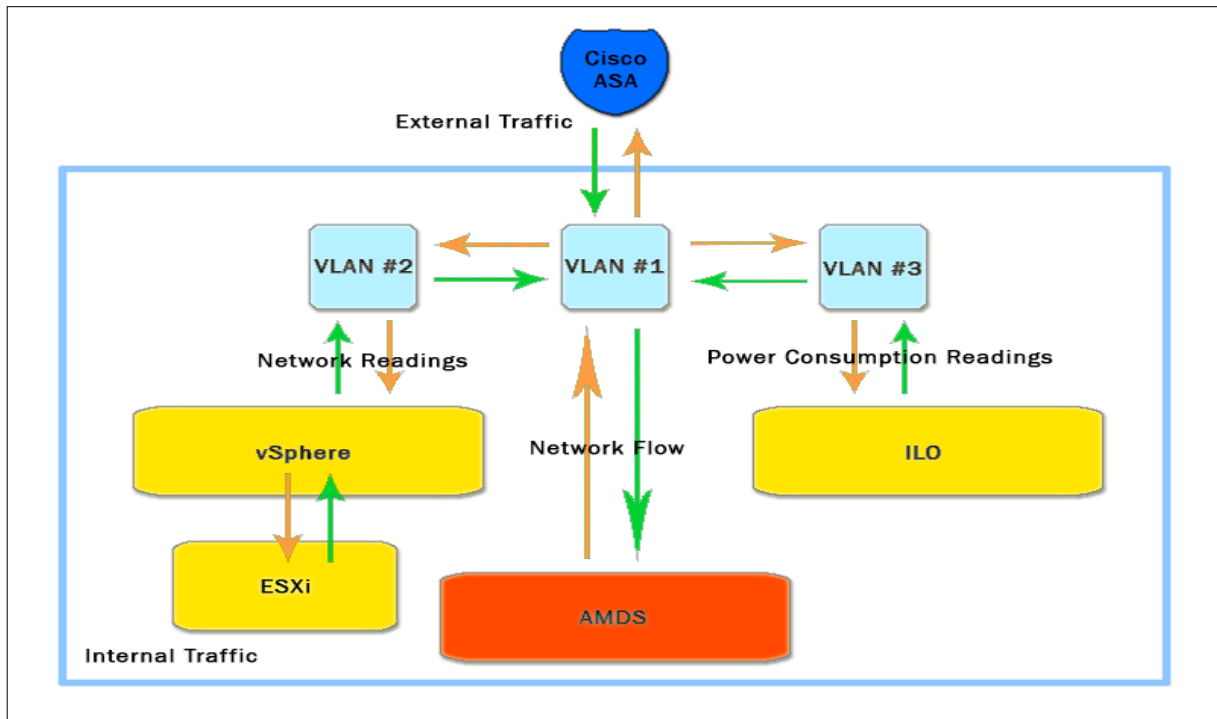 Cisco
ASA
External Traffic
VLAN #2
VLAN #1
VLAN #3
Network Readings
Power Consumption Readings
vSphere
Network Flow
ILO
ESXi
AMDS
Internal Traffic